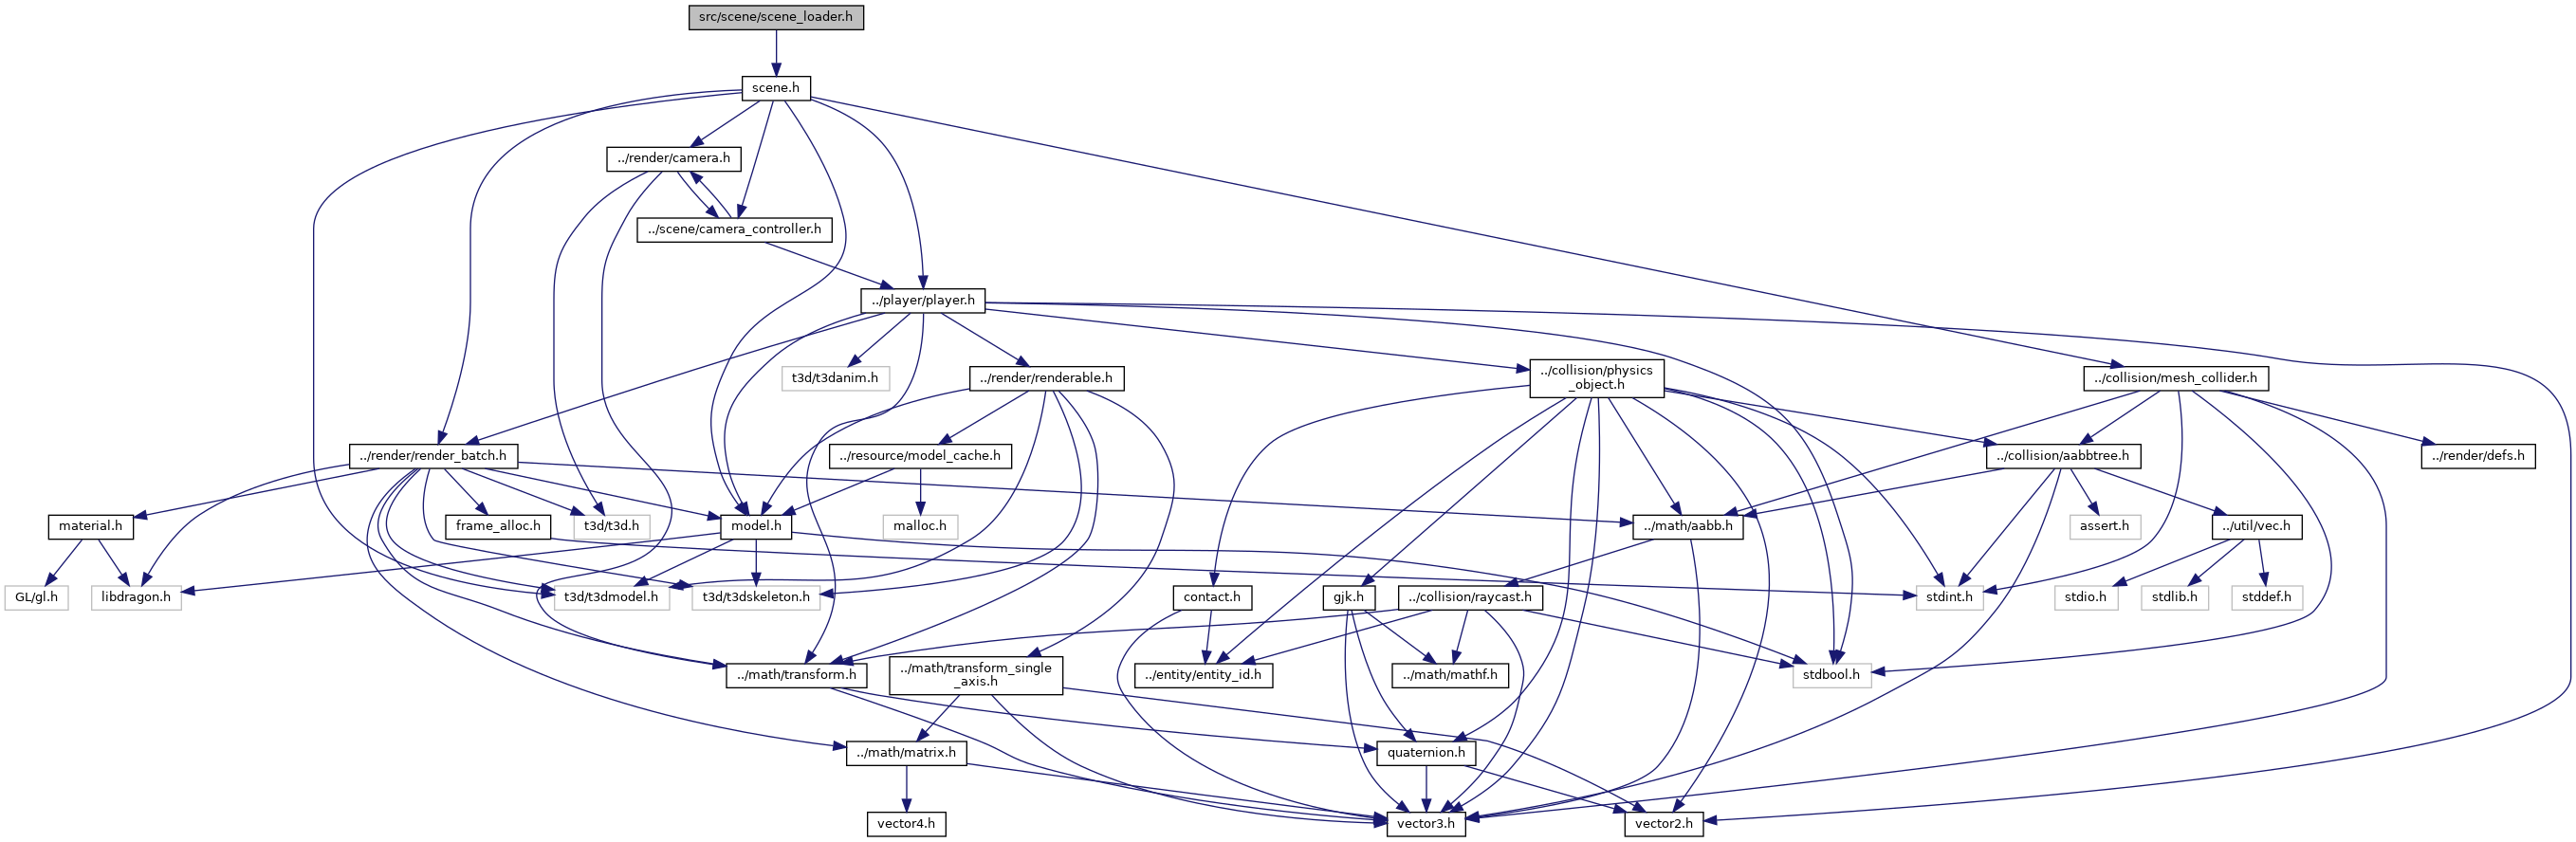 src/scene/scene_loader.h
scene.h
../render/camera.h
../scene/camera_controller.h
../player/player.h
t3d/t3danim.h
../render/renderable.h
../collision/physics
_object.h
../collision/mesh_collider.h
../render/render_batch.h
../resource/model_cache.h
../collision/aabbtree.h
../render/defs.h
material.h
frame_alloc.h
t3d/t3d.h
model.h
malloc.h
../math/aabb.h
assert.h
../util/vec.h
GL/gl.h
libdragon.h
t3d/t3dmodel.h
t3d/t3dskeleton.h
contact.h
gjk.h
../collision/raycast.h
stdint.h
stdio.h
stdlib.h
stddef.h
../math/transform.h
../math/transform_single
_axis.h
../entity/entity_id.h
../math/mathf.h
stdbool.h
../math/matrix.h
quaternion.h
vector4.h
vector3.h
vector2.h